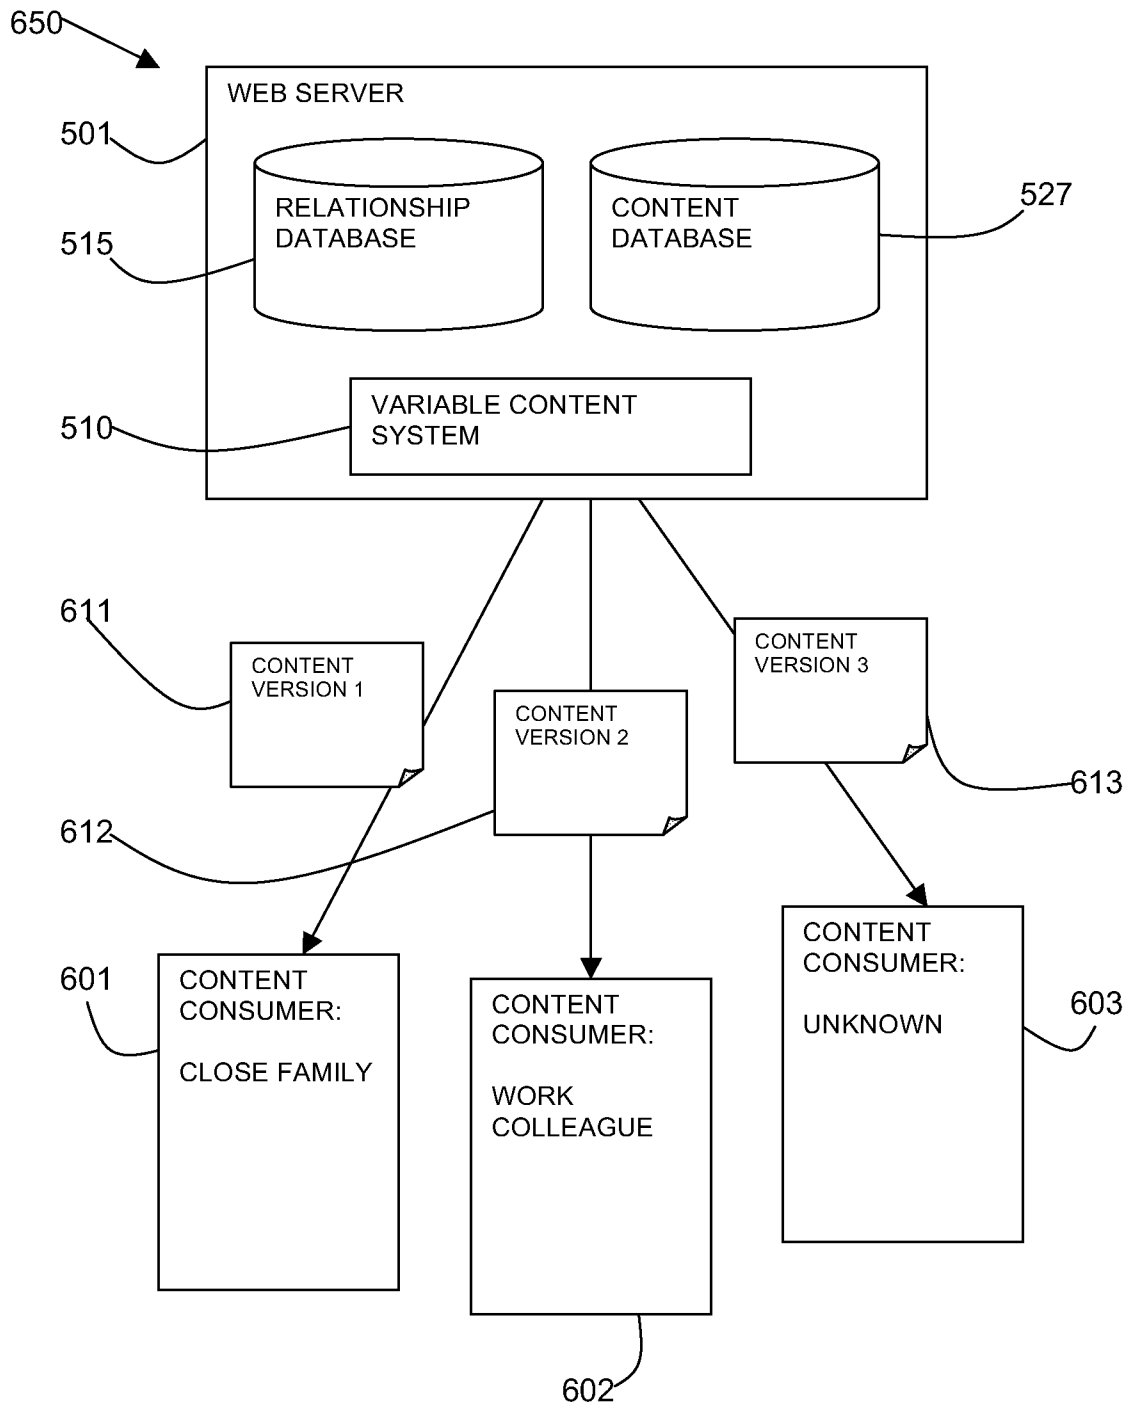 650
WEB SERVER
501
RELATIONSHIP
DATABASE
515
CONTENT
DATABASE
527
VARIABLE CONTENT
SYSTEM
510
611
CONTENT
VERSION 1
CONTENT
VERSION 2
612
CONTENT
VERSION 3
613
601
CONTENT
CONSUMER:
CLOSE FAMILY
CONTENT
CONSUMER:
WORK
COLLEAGUE
602
CONTENT
CONSUMER:
UNKNOWN
603